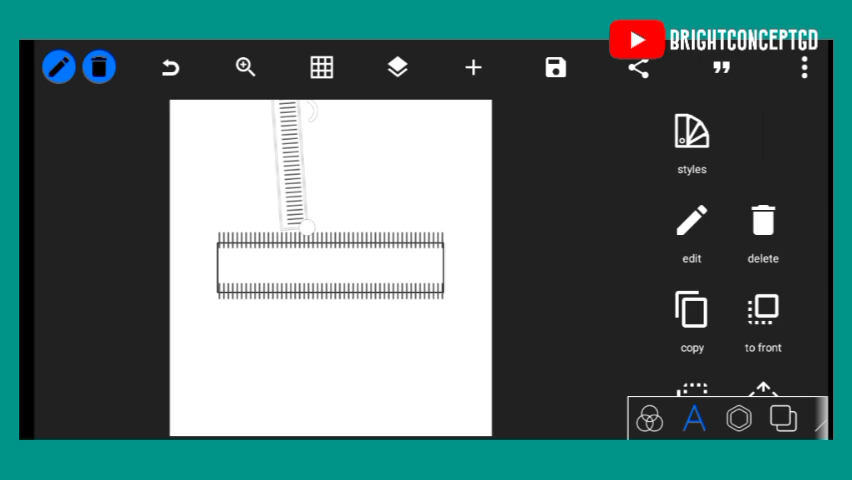 BRIGHTCONCEPTGD
styles
edit
delete
copy
to front
A